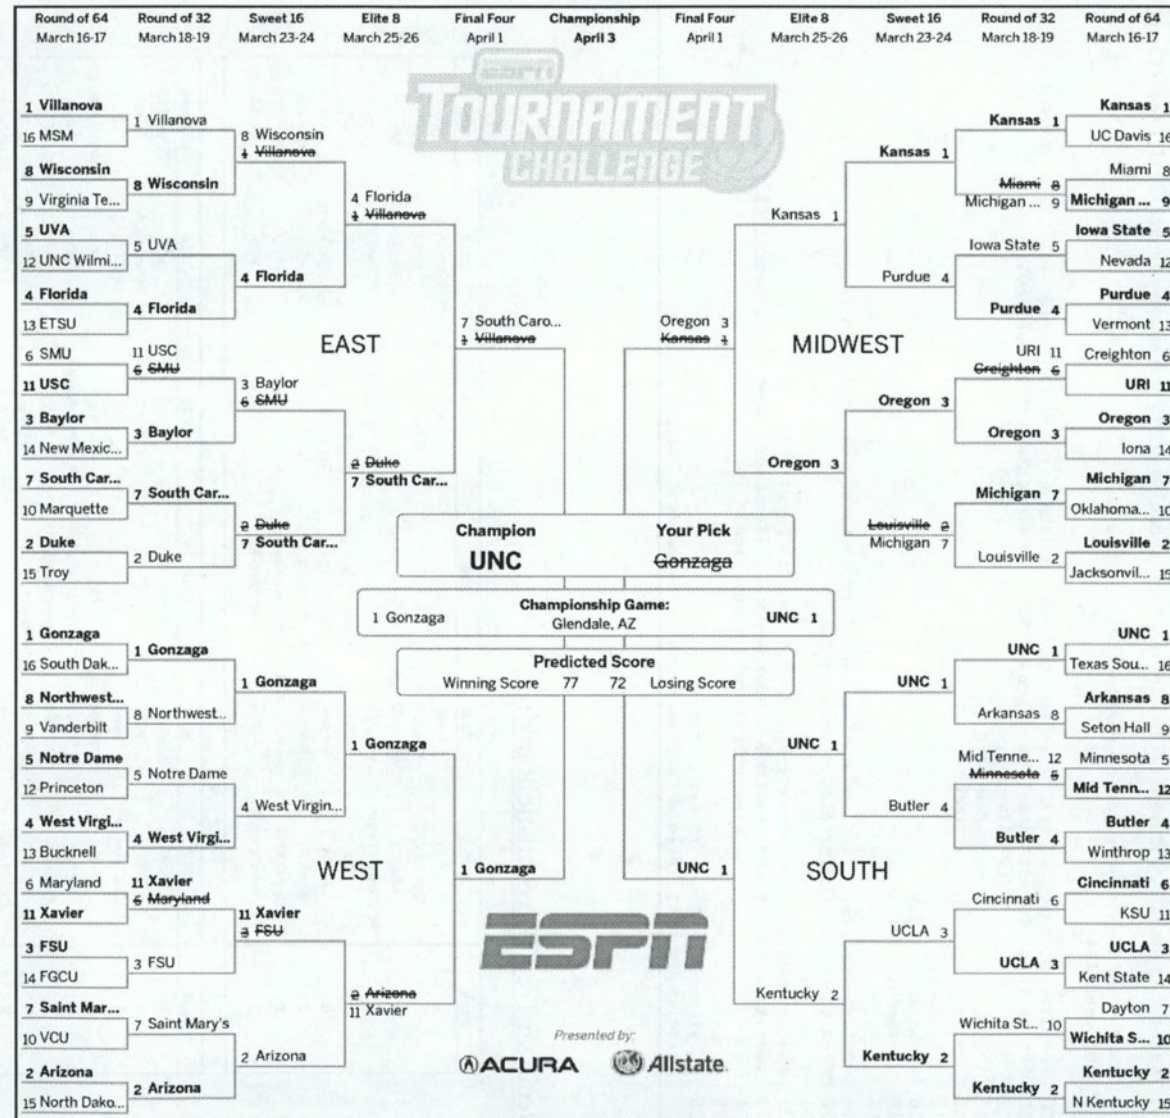 Round of 64 Round of 32 Sweet 16 Elite 8 Final Four Championship Final Four Elite 8 Sweet 16 Round of 32 Round of 64
March 16-17 March 18-19 March 23-24 March 25-26 April 1 April 3 April 1 March 25-26 March 23-24 March 18-19 March 16-17
ESPN
TOURNAMENT
CHALLENGE
1 Villanova
16 MSM
8 Wisconsin
9 Virginia Te...
5 UVA
12 UNC Wilmi...
4 Florida
13 ETSU
6 SMU
11 USC
3 Baylor
14 New Mexic...
7 South Car...
10 Marquette
2 Duke
15 Troy
1 Villanova
8 Wisconsin
5 UVA
4 Florida
11 USC
6 SMU
3 Baylor
7 South Car...
2 Duke
8 Wisconsin
1 Villanova
4 Florida
3 Baylor
6 SMU
2 Duke
7 South Car...
4 Florida
1 Villanova
2 Duke
7 South Car...
EAST
7 South Caro...
1 Villanova
Oregon 3
Kansas 1
MIDWEST
Kansas 1
Oregon 3
Kansas 1
Purdue 4
Oregon 3
Louisville 2
Michigan 7
Kansas 1
Miami 8
Michigan ... 9
Iowa State 5
Purdue 4
URI 11
Creighton 6
Oregon 3
Michigan 7
Louisville 2
Kansas 1
UC Davis 16
Miami 8
Michigan ... 9
Iowa State 5
Nevada 12
Purdue 4
Vermont 13
Creighton 6
URI 11
Oregon 3
Iona 14
Michigan 7
Oklahoma... 10
Louisville 2
Jacksonvil... 15
Champion Your Pick
UNC Gonzaga
Championship Game:
1 Gonzaga Glendale, AZ UNC 1
Predicted Score
Winning Score 77 72 Losing Score
1 Gonzaga
16 South Dak...
8 Northwest...
9 Vanderbilt
5 Notre Dame
12 Princeton
4 West Virgi...
13 Bucknell
6 Maryland
11 Xavier
3 FSU
14 FGCU
7 Saint Mar...
10 VCU
2 Arizona
15 North Dako...
1 Gonzaga
8 Northwest...
5 Notre Dame
4 West Virgi...
11 Xavier
6 Maryland
3 FSU
7 Saint Mary's
2 Arizona
1 Gonzaga
4 West Virgin...
11 Xavier
3 FSU
2 Arizona
1 Gonzaga
2 Arizona
11 Xavier
WEST
1 Gonzaga
UNC 1
SOUTH
UNC 1
Kentucky 2
UNC 1
Butler 4
UCLA 3
Kentucky 2
UNC 1
Arkansas 8
Mid Tenne... 12
Minnesota 5
Butler 4
Cincinnati 6
UCLA 3
Wichita St... 10
Kentucky 2
UNC 1
Texas Sou... 16
Arkansas 8
Seton Hall 9
Minnesota 5
Mid Tenn... 12
Butler 4
Winthrop 13
Cincinnati 6
KSU 11
UCLA 3
Kent State 14
Dayton 7
Wichita S... 10
Kentucky 2
N Kentucky 15
ESPN
Presented by:
ACURA Allstate